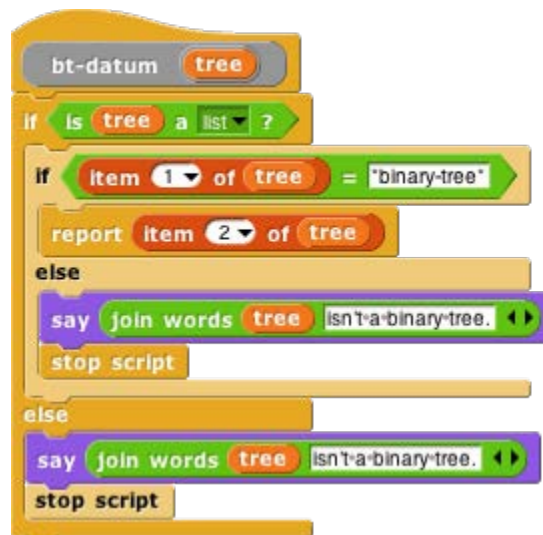 bt-datum tree
if is tree a list ?
if item 1 of tree = *binary-tree*
report item 2 of tree
else
say join words tree isn't a binary tree.
stop script
else
say join words tree isn't a binary tree.
stop script